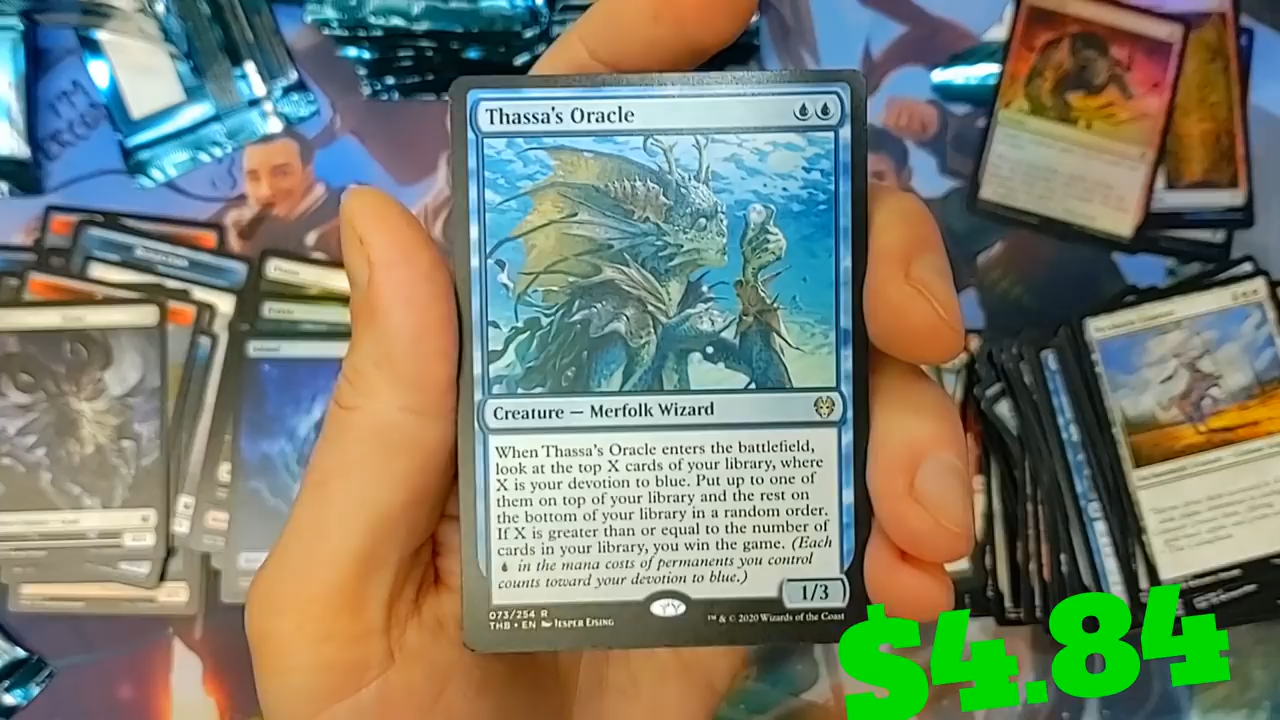 Thassa's Oracle
Creature — Merfolk Wizard
When Thassa's Oracle enters the battlefield,
look at the top X cards of your library, where
X is your devotion to blue. Put up to one of
them on top of your library and the rest on
the bottom of your library in a random order.
If X is greater than or equal to the number of
cards in your library, you win the game. (Each
in the mana costs of permanents you control
counts toward your devotion to blue.)
1/3
073/254 R
THB • EN JESPER EJSING
™ & © 2020 Wizards of the Coast
$4.84